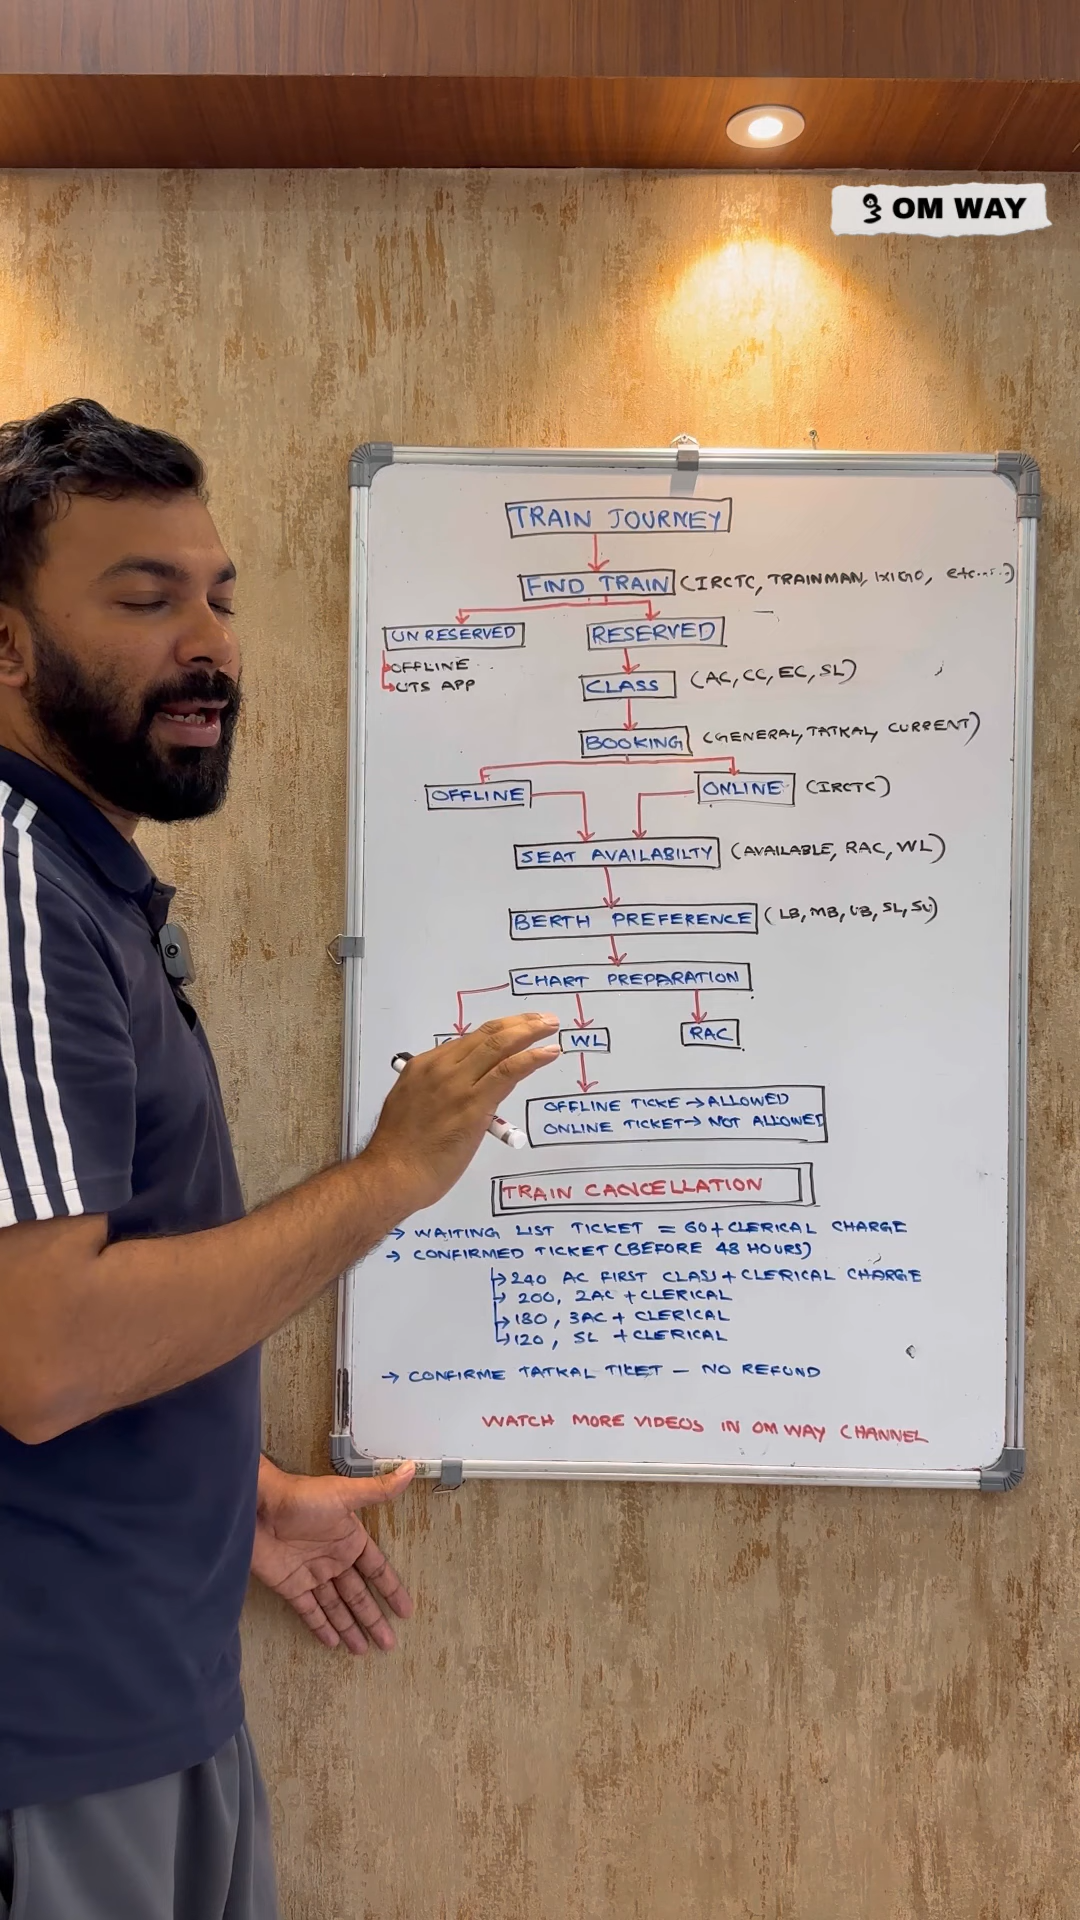 OM WAY
TRAIN JOURNEY
FIND TRAIN (IRCTC, TRAINMAN, IXIGO, etc.....)
UN RESERVED
RESERVED
OFFLINE
UTS APP
CLASS (AC, CC, EC, SL)
BOOKING (GENERAL, TATKAL, CURRENT)
OFFLINE
ONLINE (IRCTC)
SEAT AVAILABILTY (AVAILABLE, RAC, WL)
BERTH PREFERENCE (LB, MB, UB, SL, SU)
CHART PREPARATION
WL
RAC
OFFLINE TICKE → ALLOWED
ONLINE TICKET → NOT ALLOWED
TRAIN CANCELLATION
→ WAITING LIST TICKET = 60 + CLERICAL CHARGE
→ CONFIRMED TICKET (BEFORE 48 HOURS)
→ 240 AC FIRST CLASS + CLERICAL CHARGE
→ 200, 2AC + CLERICAL
→ 180, 3AC + CLERICAL
→ 120, SL + CLERICAL
→ CONFIRME TATKAL TIKET – NO REFUND
WATCH MORE VIDEOS IN OM WAY CHANNEL